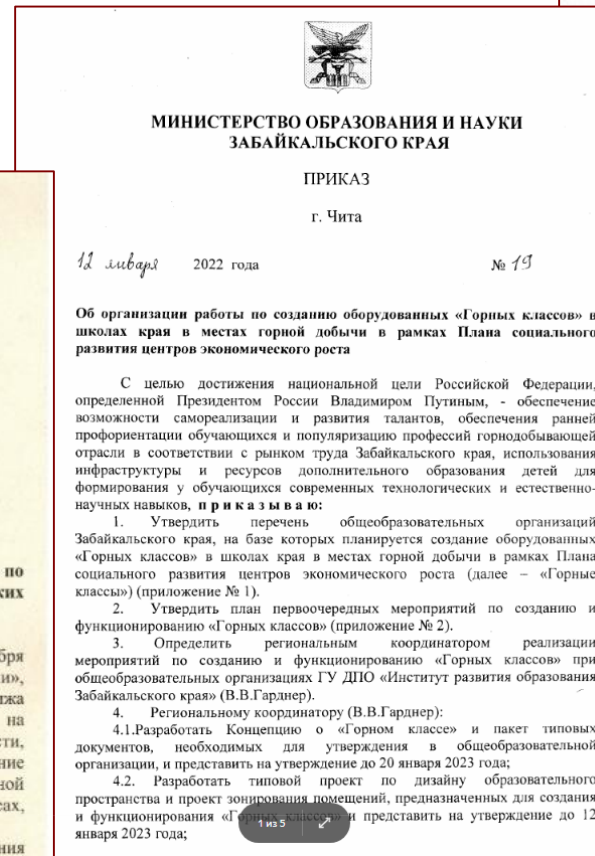 МИНИСТЕРСТВО ОБРАЗОВАНИЯ И НАУКИ
ЗАБАЙКАЛЬСКОГО КРАЯ
ПРИКАЗ
г. Чита
12 января 2022 года № 19
Об организации работы по созданию оборудованных «Горных классов» в
школах края в местах горной добычи в рамках Плана социального
развития центров экономического роста
С целью достижения национальной цели Российской Федерации,
определенной Президентом России Владимиром Путиным, - обеспечение
возможности самореализации и развития талантов, обеспечения ранней
профориентации обучающихся и популяризацию профессий горнодобывающей
отрасли в соответствии с рынком труда Забайкальского края, использования
инфраструктуры и ресурсов дополнительного образования детей для
формирования у обучающихся современных технологических и естественно-
научных навыков, п р и к а з ы в а ю:
1. Утвердить перечень общеобразовательных организаций
Забайкальского края, на базе которых планируется создание оборудованных
«Горных классов» в школах края в местах горной добычи в рамках Плана
социального развития центров экономического роста (далее – «Горные
классы») (приложение № 1).
2. Утвердить план первоочередных мероприятий по созданию и
функционированию «Горных классов» (приложение № 2).
3. Определить региональным координатором реализации
мероприятий по созданию и функционированию «Горных классов» при
общеобразовательных организациях ГУ ДПО «Институт развития образования
Забайкальского края» (В.В.Гарднер).
4. Региональному координатору (В.В.Гарднер):
4.1.Разработать Концепцию о «Горном классе» и пакет типовых
документов, необходимых для утверждения в общеобразовательной
организации, и представить на утверждение до 20 января 2023 года;
4.2. Разработать типовой проект по дизайну образовательного
пространства и проект зонирования помещений, предназначенных для создания
и функционирования «Горных классов» и представить на утверждение до 12
января 2023 года;
1 из 5
по
ких
бря
и»,
на
сти,
ние
ной
сах,
ния